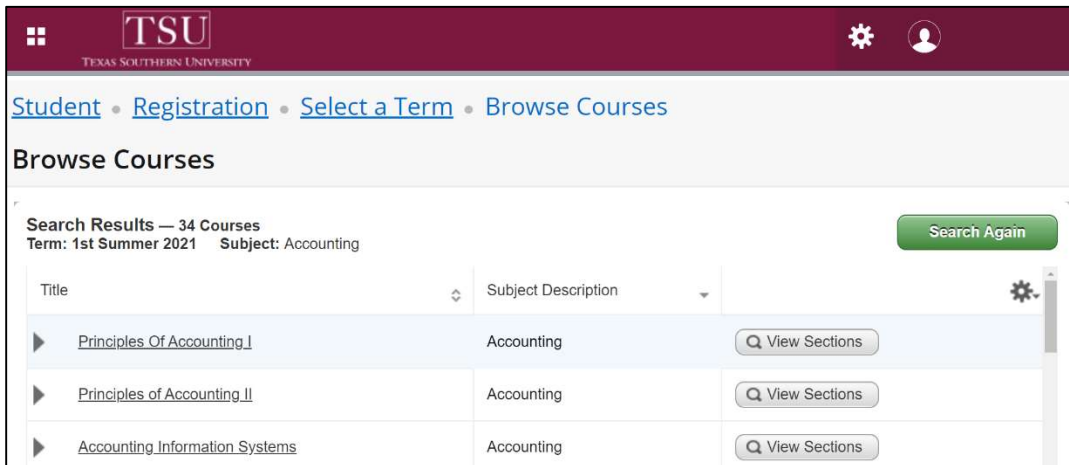 TSU
TEXAS SOUTHERN UNIVERSITY
Student • Registration • Select a Term • Browse Courses
Browse Courses
Search Results — 34 Courses
Term: 1st Summer 2021 Subject: Accounting
Search Again
Title Subject Description
Principles Of Accounting I Accounting View Sections
Principles of Accounting II Accounting View Sections
Accounting Information Systems Accounting View Sections